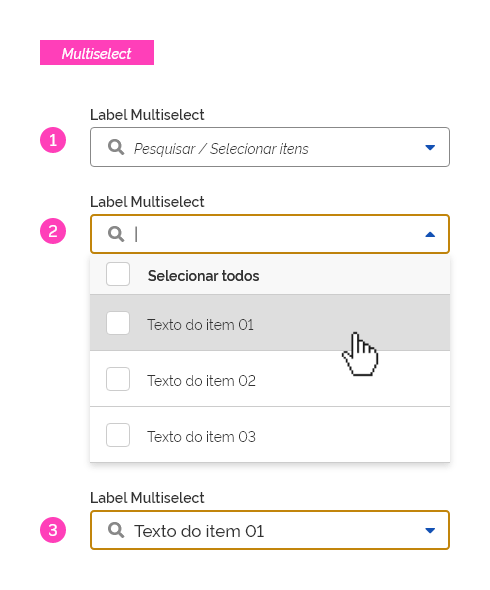 Multiselect
Label Multiselect
1
Pesquisar / Selecionar itens
Label Multiselect
2
Selecionar todos
Texto do item 01
Texto do item 02
Texto do item 03
Label Multiselect
3
Texto do item 01